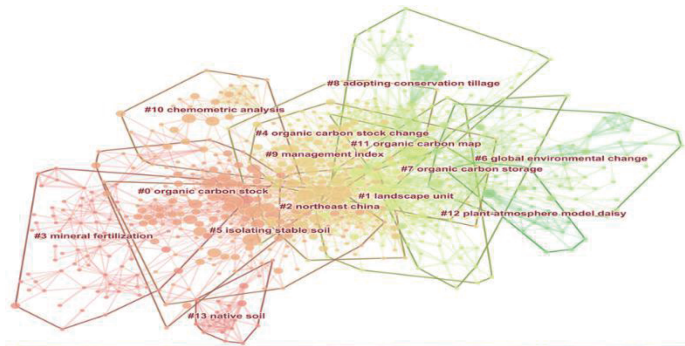 #8 adopting conservation tillage
#10 chemometric analysis
#4 organic carbon stock change
#11 organic carbon map
#9 management index
#6 global environmental change
#7 organic carbon storage
#0 organic carbon stock
#1 landscape unit
#2 northeast china
#12 plant-atmosphere model daisy
#5 isolating stable soil
#3 mineral fertilization
#13 native soil